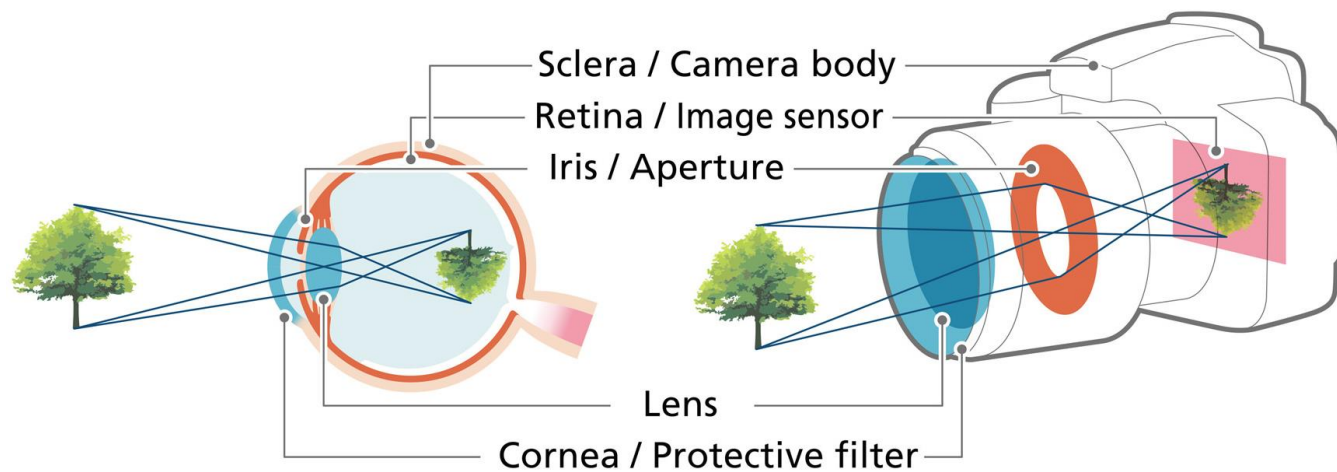 Sclera / Camera body
Retina / Image sensor
Iris / Aperture
Lens
Cornea / Protective filter